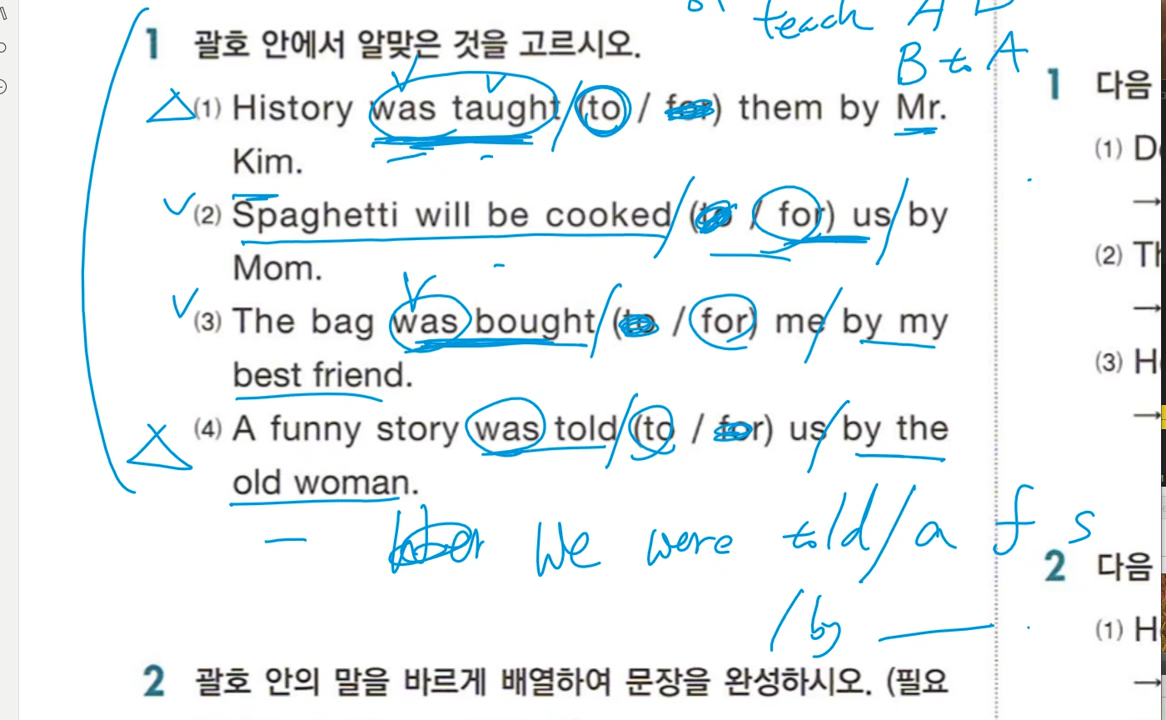 teach A
B to A
1 괄호 안에서 알맞은 것을 고르시오.
(1) History was taught (to / for) them by Mr.
Kim.
(2) Spaghetti will be cooked (to / for) us by
Mom.
(3) The bag was bought (to / for) me by my
best friend.
(4) A funny story was told (to / for) us by the
old woman.
We were told / a f s
/ by
2 괄호 안의 말을 바르게 배열하여 문장을 완성하시오. (필요
1 다음
(1)
→
(2)
→
(3) H
→
2 다음
(1) H
→